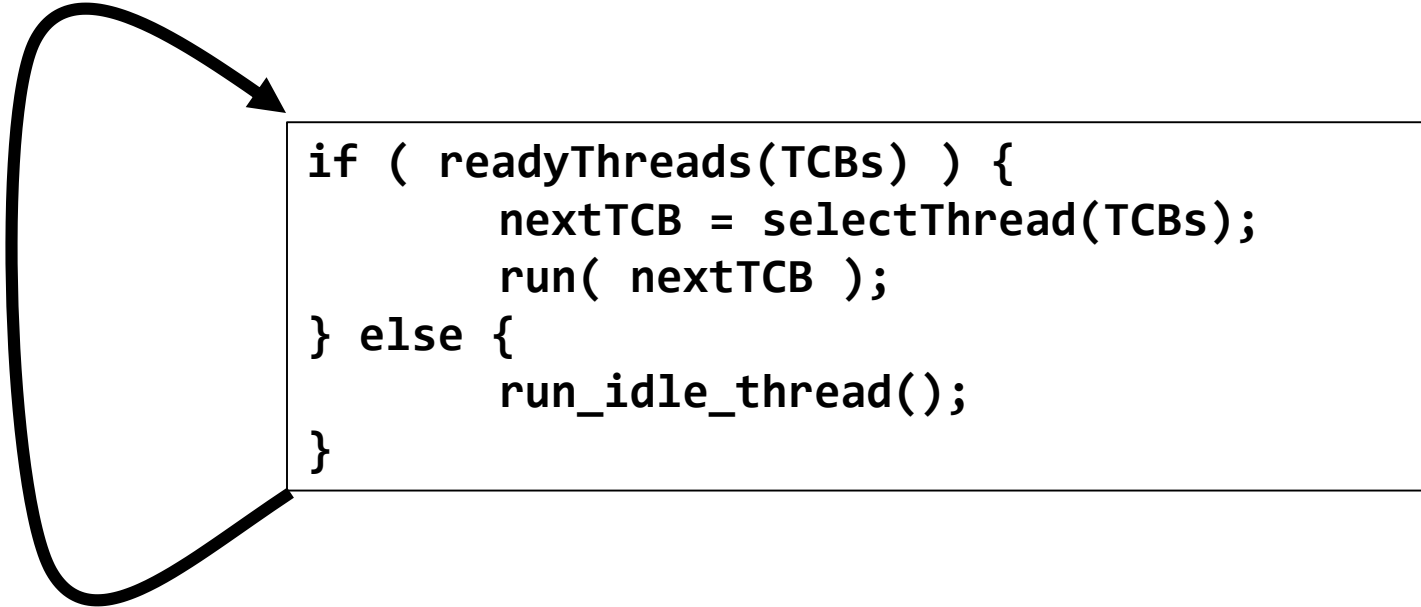 if ( readyThreads(TCBs) ) {
nextTCB = selectThread(TCBs);
run( nextTCB );
} else {
run_idle_thread();
}